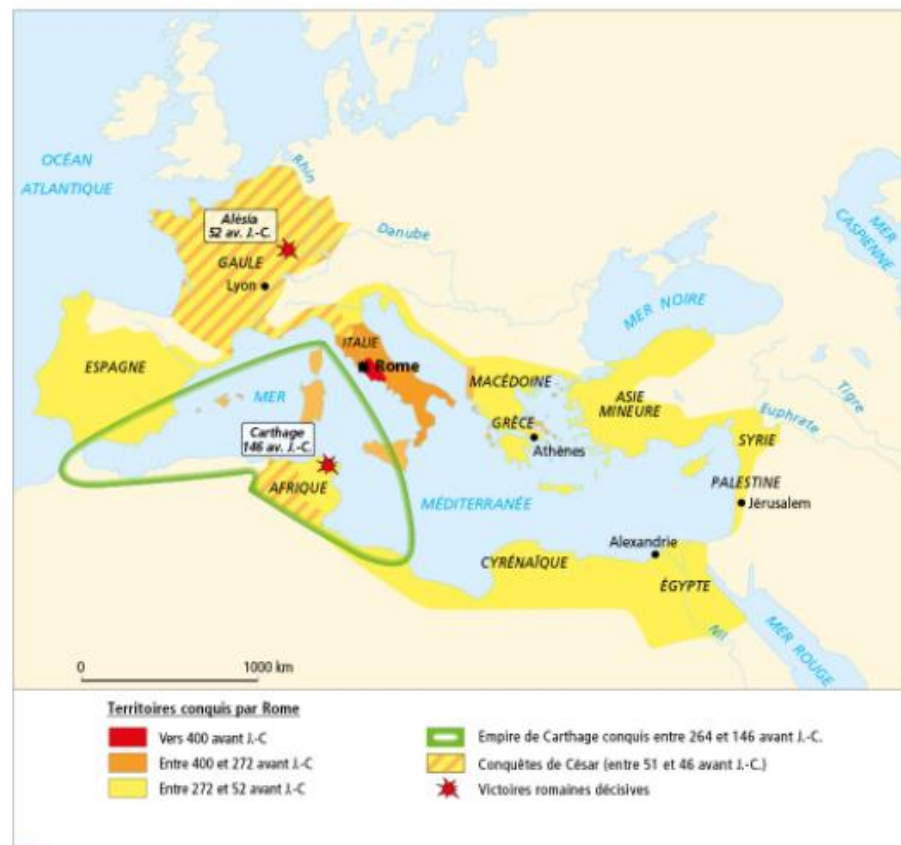 OCÉAN
ATLANTIQUE
Rhin
MER
CASPIENNE
Alésia
52 av. J.-C.
Danube
GAULE
Lyon
MER NOIRE
ITALIE
Rome
ESPAGNE
MACÉDOINE
MER
ASIE
MINEURE
Tigre
Euphrate
GRÈCE
Athènes
SYRIE
Carthage
146 av. J.-C.
AFRIQUE
PALESTINE
MÉDITERRANÉE
Jérusalem
Alexandrie
CYRÉNAÏQUE
ÉGYPTE
Nil
MER ROUGE
0 1000 km
Territoires conquis par Rome
Vers 400 avant J.-C
Entre 400 et 272 avant J.-C
Entre 272 et 52 avant J.-C
Empire de Carthage conquis entre 264 et 146 avant J.-C.
Conquêtes de César (entre 51 et 46 avant J.-C.)
Victoires romaines décisives